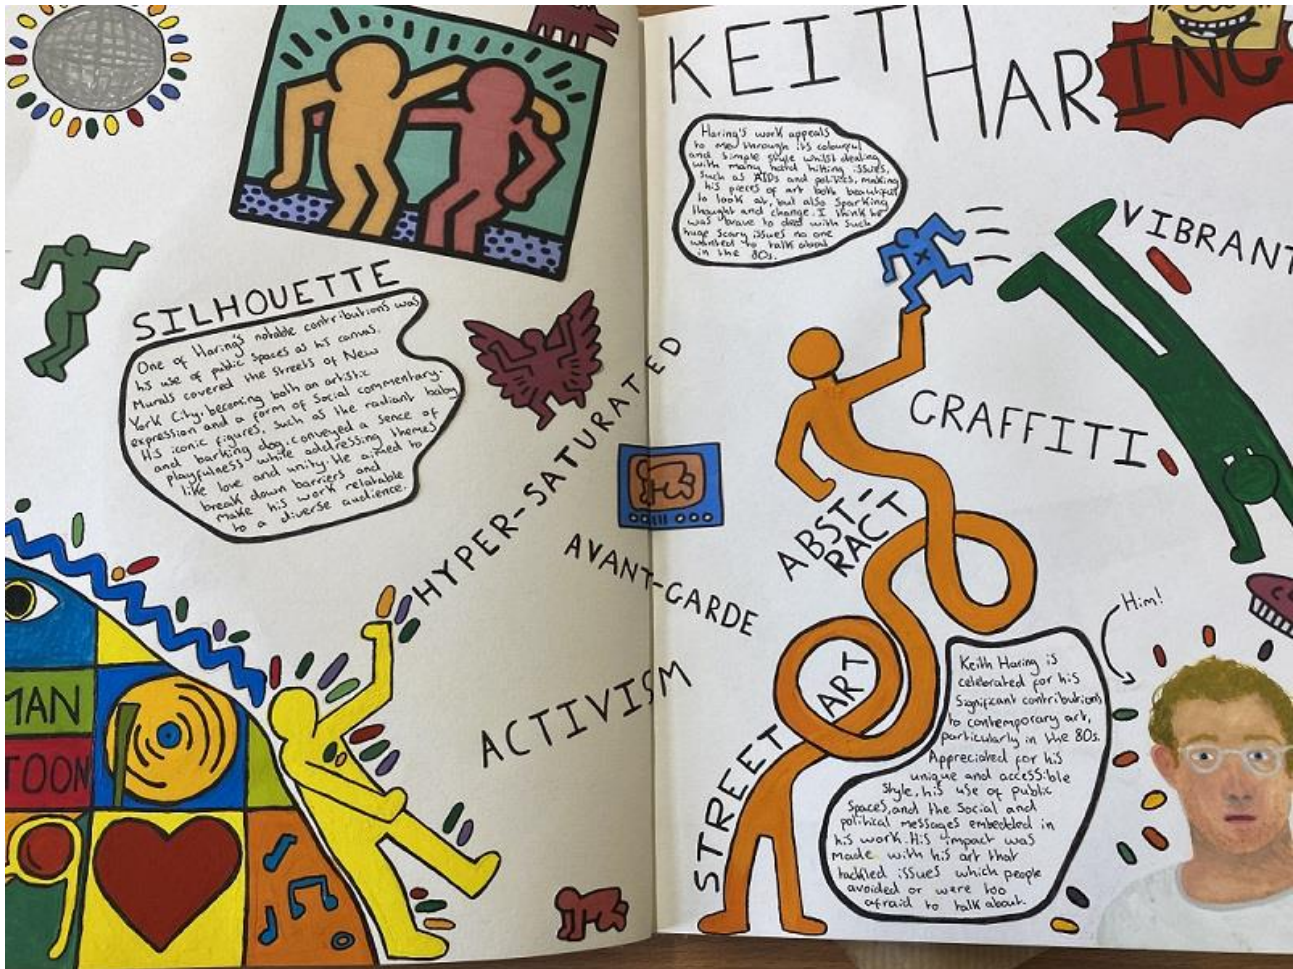 KEITH HARING
Haring's work appeals
to me through its colourful
and simple style whilst dealing
with many hard hitting issues,
such as AIDs and politics, making
his pieces of art both beautiful
to look at, but also sparking
thought and change. I think he
was brave to deal with such
huge scary issues no one
wanted to talk about
in the 80s.
VIBRANT
SILHOUETTE
One of Haring's notable contributions was
his use of public spaces as his canvas.
Murals covered the streets of New
York City, becoming both an artistic
expression and a form of social commentary.
His iconic figures, such as the radiant baby
and barking dog, conveyed a sense of
playfulness while addressing themes
like love and unity. He aimed to
break down barriers and
make his work relatable
to a diverse audience.
HYPER-SATURATED
GRAFFITI
ABST-
RACT
AVANT-GARDE
ACTIVISM
STREET ART
Him!
Keith Haring is
celebrated for his
significant contributions
to contemporary art,
particularly in the 80s.
Appreciated for his
unique and accessible
style, his use of public
spaces, and the social and
political messages embedded in
his work. His impact was
made with his art that
tackled issues which people
avoided or were too
afraid to talk about.
MAN
TOON